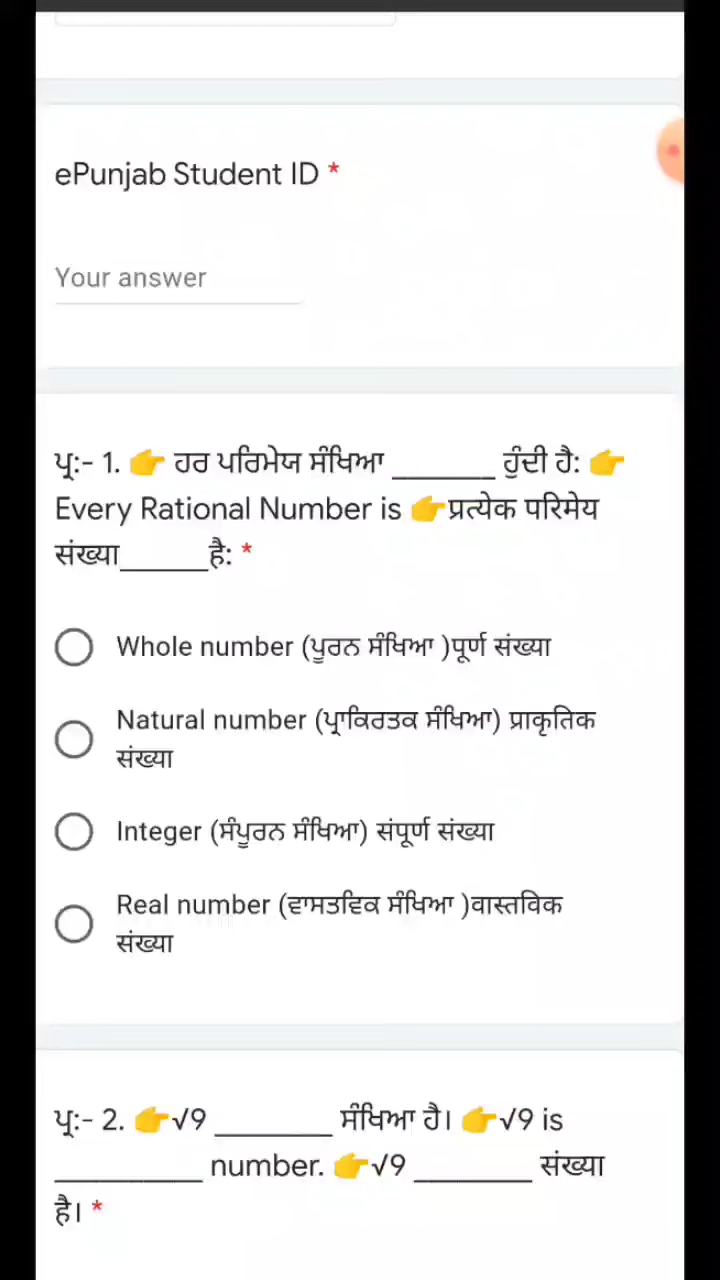 ePunjab Student ID *
Your answer
ਪ੍ਰ:- 1. 👉 ਹਰ ਪਰਿਮੇਯ ਸੰਖਿਆ _______ ਹੁੰਦੀ ਹੈ: 👉
Every Rational Number is 👉प्रत्येक परिमेय
संख्या______है: *
Whole number (ਪੂਰਨ ਸੰਖਿਆ )पूर्ण संख्या
Natural number (ਪ੍ਰਾਕਿਰਤਕ ਸੰਖਿਆ) प्राकृतिक
संख्या
Integer (ਸੰਪੂਰਨ ਸੰਖਿਆ) संपूर्ण संख्या
Real number (ਵਾਸਤਵਿਕ ਸੰਖਿਆ )वास्तविक
संख्या
ਪ੍ਰ:- 2. 👉√9 ________ ਸੰਖਿਆ ਹੈ। 👉√9 is
__________ number. 👉√9 ________ संख्या
है। *